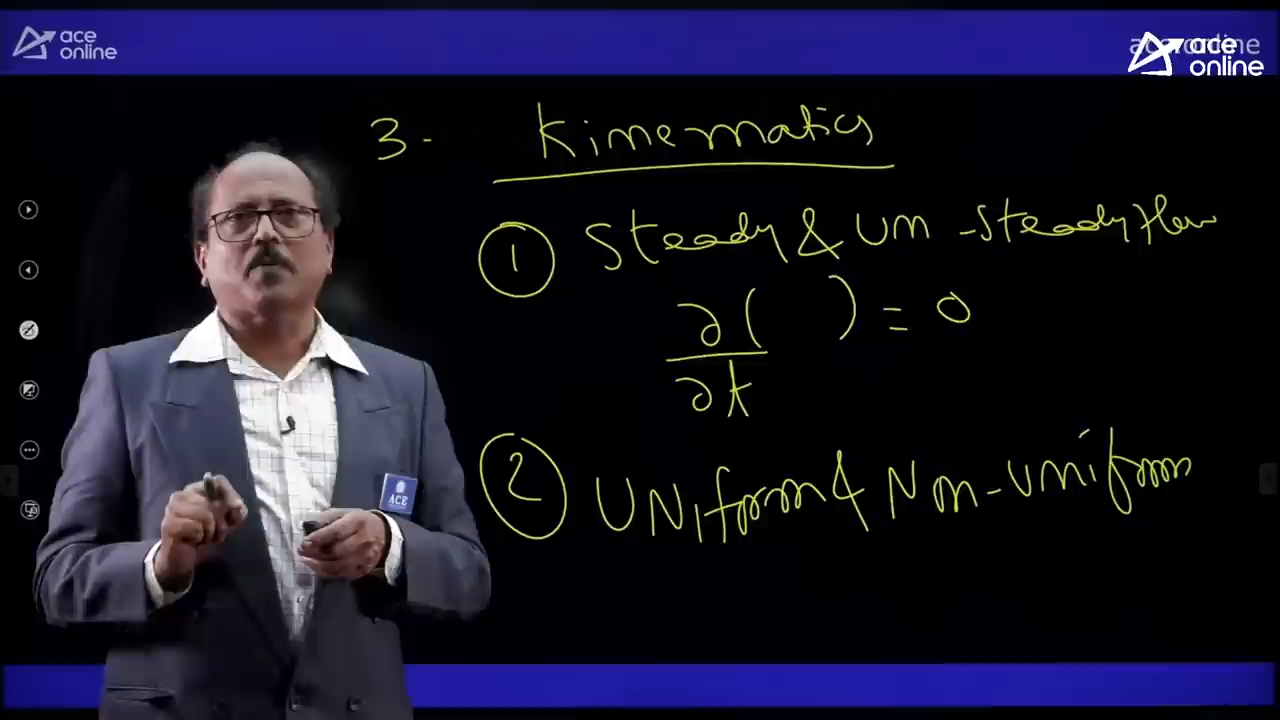 ace
online
ace
online
3. Kinematics
① Steady & un-steady flow
∂( ) = 0
∂t
② Uniform & Non-uniform
ACE